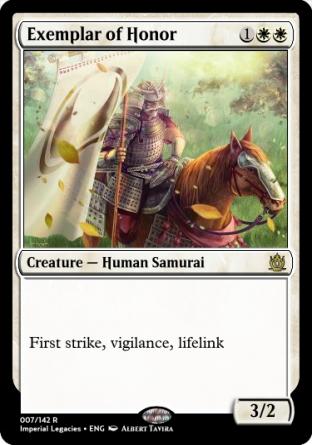 Exemplar of Honor 1
Creature — Human Samurai
First strike, vigilance, lifelink
3/2
007/142 R
Imperial Legacies • ENG Albert Tavira